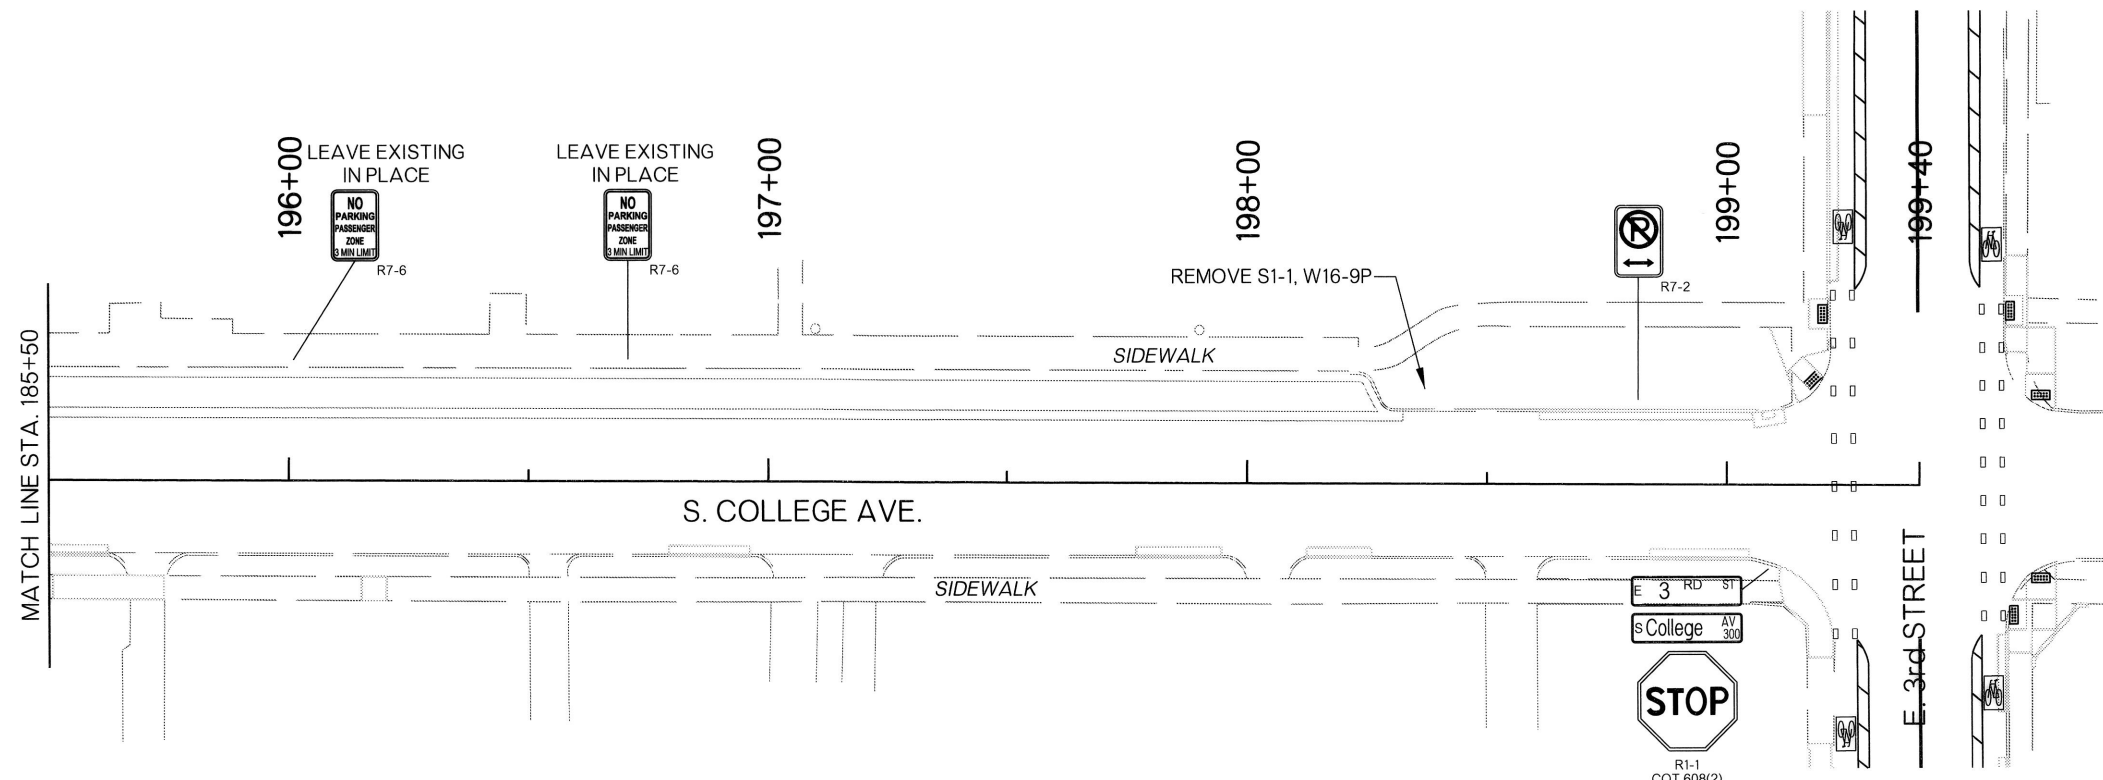 196+00
LEAVE EXISTING
IN PLACE
NO
PARKING
PASSENGER
ZONE
3 MIN LIMIT
R7-6
LEAVE EXISTING
IN PLACE
NO
PARKING
PASSENGER
ZONE
3 MIN LIMIT
R7-6
197+00
198+00
REMOVE S1-1, W16-9P
P
R7-2
199+00
199+40
MATCH LINE STA. 185+50
SIDEWALK
S. COLLEGE AVE.
SIDEWALK
E 3 RD ST
S College AV 300
STOP
R1-1
COT 608(2)
E. 3rd STREET